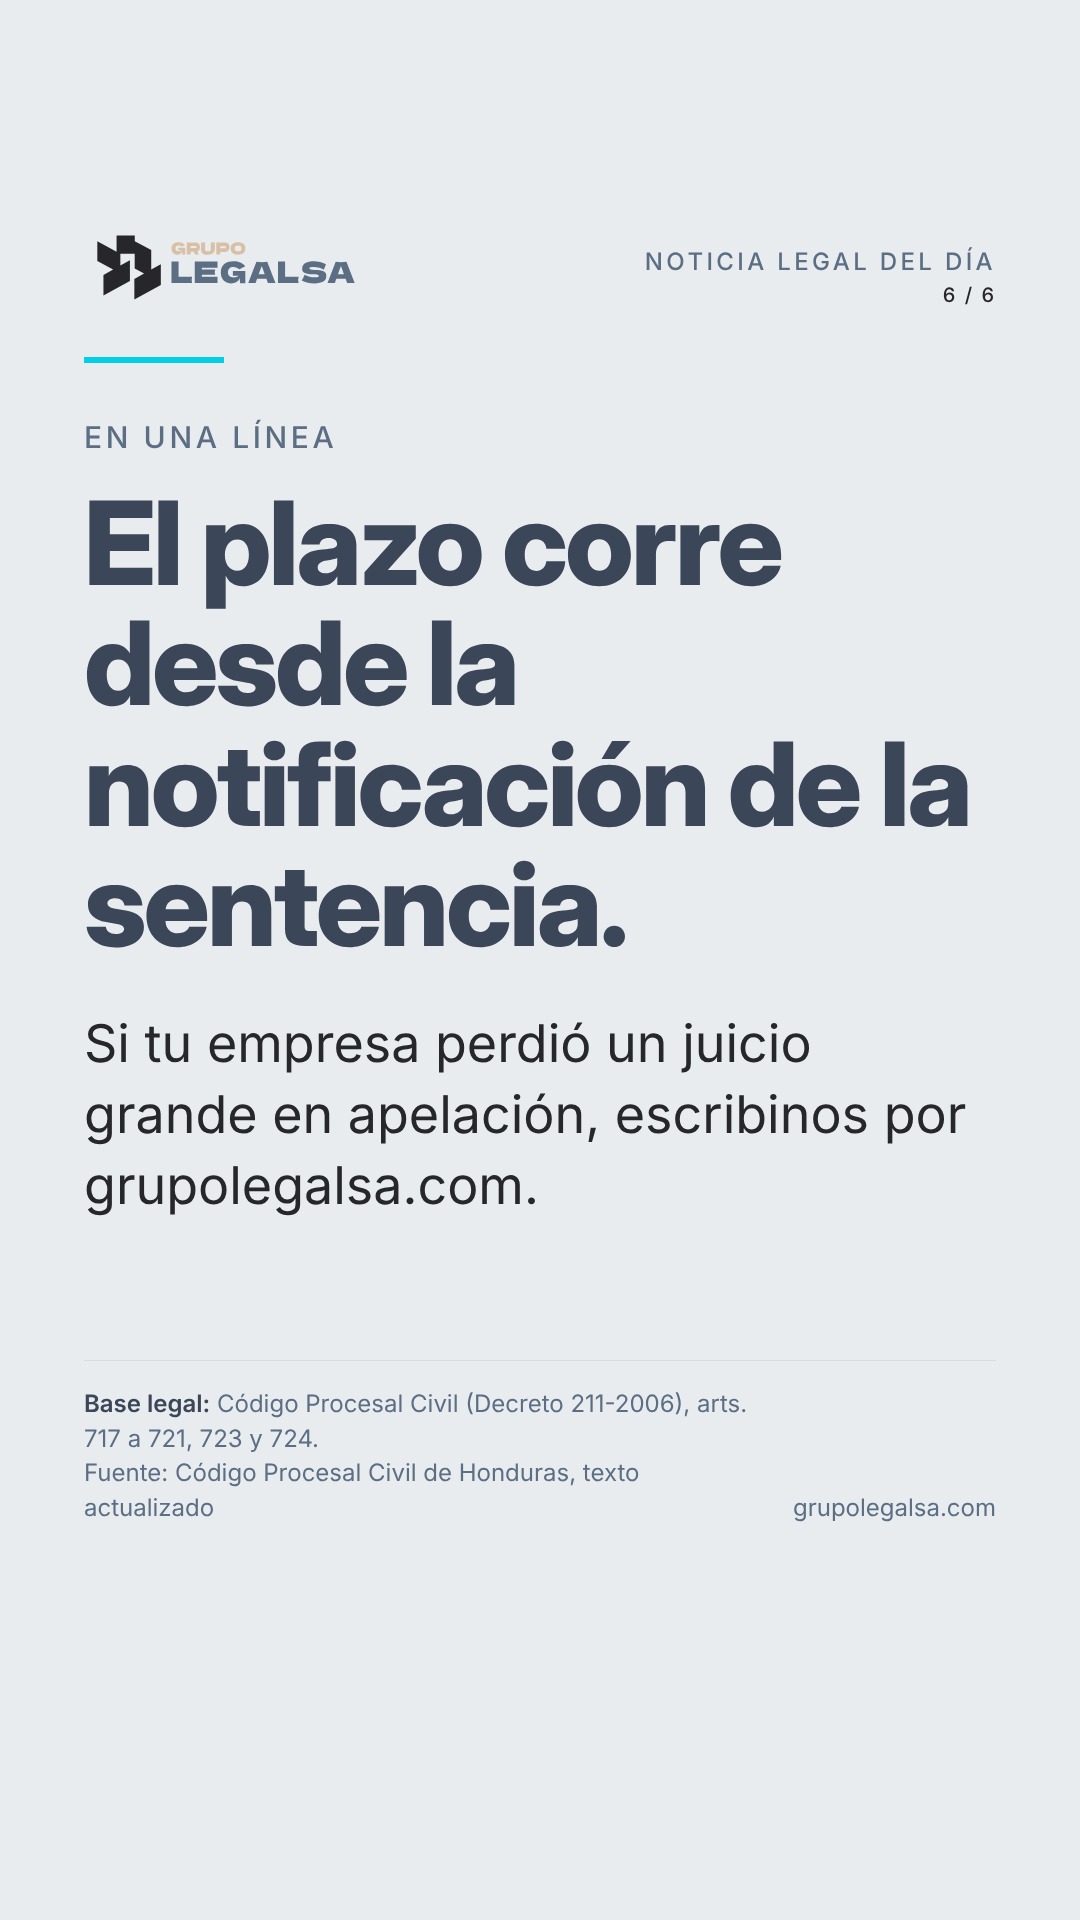 GRUPO
LEGALSA
NOTICIA LEGAL DEL DÍA
6 / 6
EN UNA LÍNEA
El plazo corre
desde la
notificación de la
sentencia.
Si tu empresa perdió un juicio
grande en apelación, escribinos por
grupolegalsa.com.
Base legal: Código Procesal Civil (Decreto 211-2006), arts.
717 a 721, 723 y 724.
Fuente: Código Procesal Civil de Honduras, texto
actualizado
grupolegalsa.com